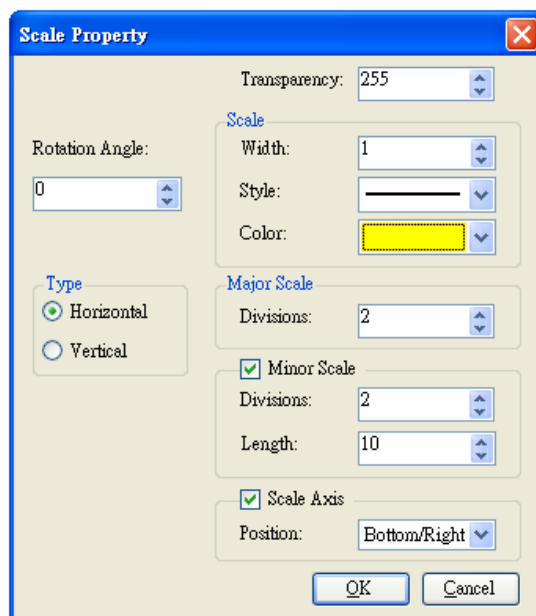 Scale Property
Transparency: 255
Scale
Rotation Angle:
Width: 1
0
Style:
Color:
Type
Major Scale
Horizontal
Divisions: 2
Vertical
Minor Scale
Divisions: 2
Length: 10
Scale Axis
Position: Bottom/Right
OK Cancel